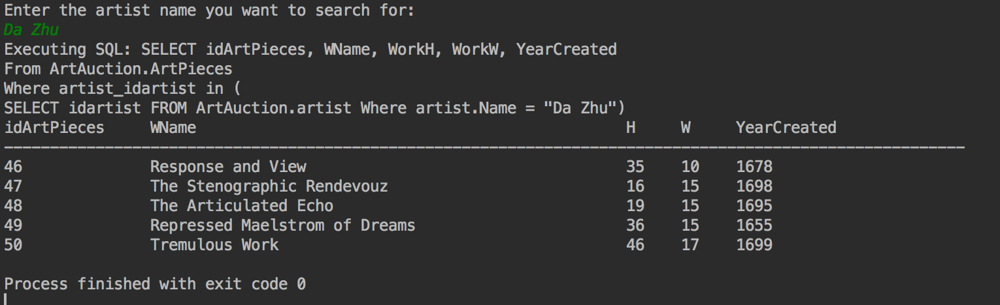 Enter the artist name you want to search for:
Da Zhu
Executing SQL: SELECT idArtPieces, WName, WorkH, WorkW, YearCreated
From ArtAuction.ArtPieces
Where artist_idartist in (
SELECT idartist FROM ArtAuction.artist Where artist.Name = "Da Zhu")
idArtPieces WName H W YearCreated
---------------------------------------------------------------------------------------------------------
46 Response and View 35 10 1678
47 The Stenographic Rendevouz 16 15 1698
48 The Articulated Echo 19 15 1695
49 Repressed Maelstrom of Dreams 36 15 1655
50 Tremulous Work 46 17 1699
Process finished with exit code 0